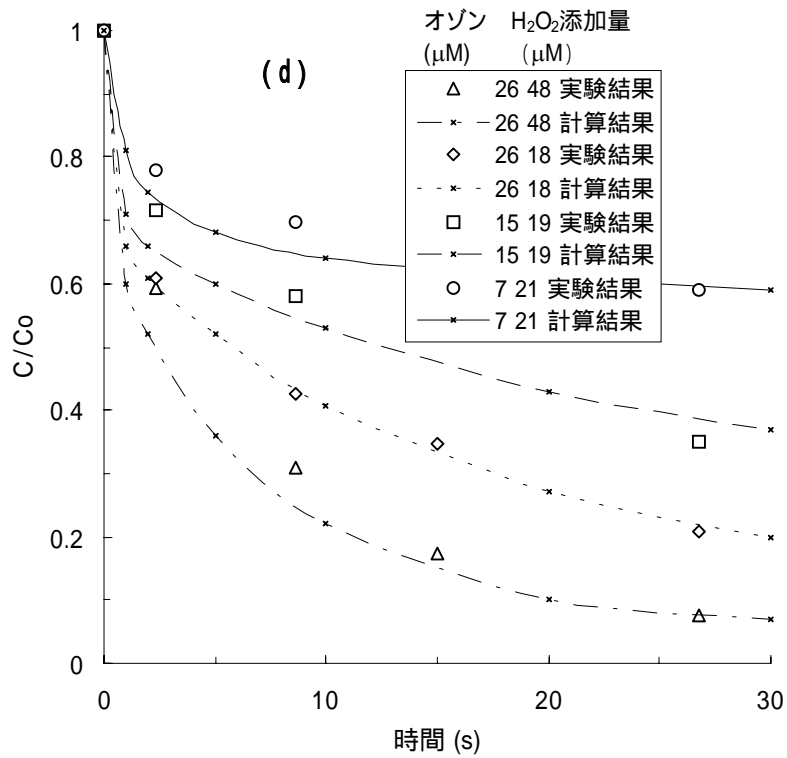 オゾン H₂O₂添加量
(μM) (μM)
(d)
26 48 実験結果
26 48 計算結果
26 18 実験結果
26 18 計算結果
15 19 実験結果
15 19 計算結果
7 21 実験結果
7 21 計算結果
C/Co
1
0.8
0.6
0.4
0.2
0
0 10 20 30
時間 (s)